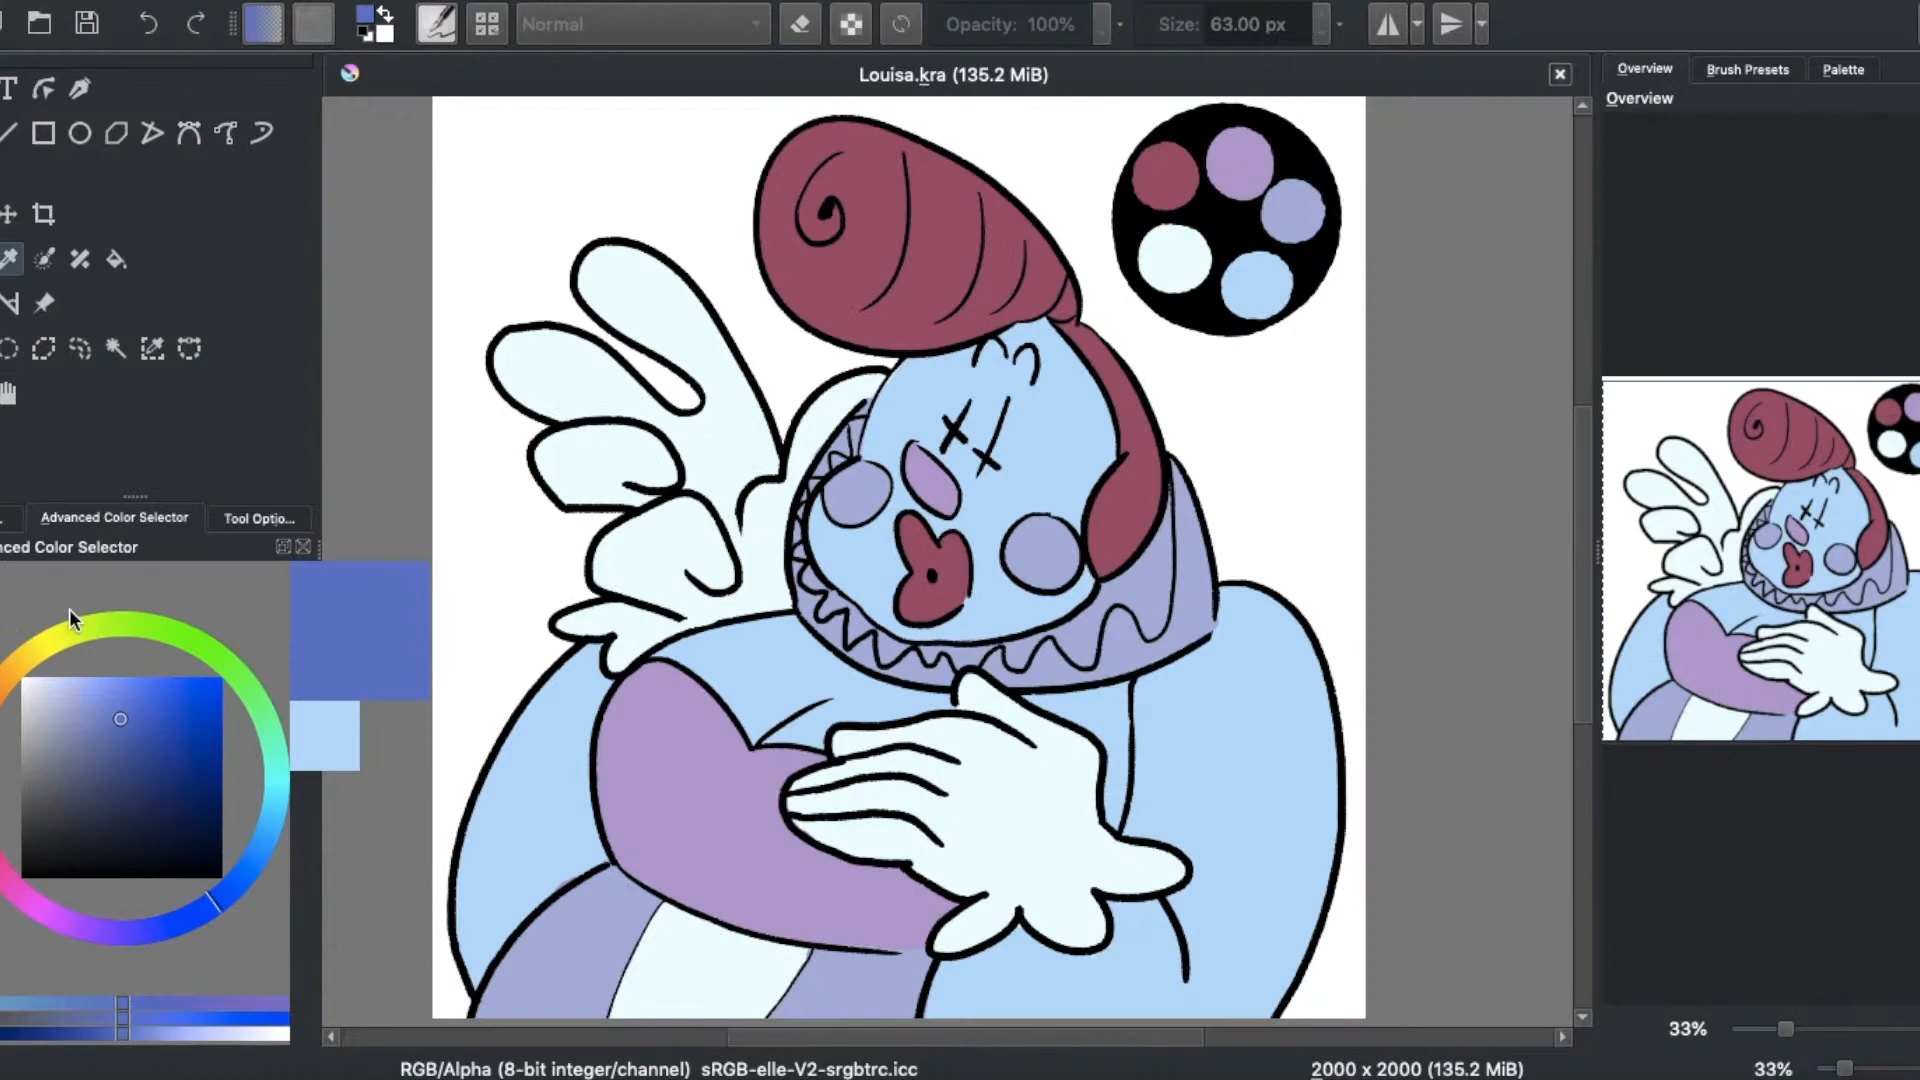 Normal
Opacity: 100%
Size: 63.00 px
Louisa.kra (135.2 MiB)
Overview
Brush Presets
Palette
Overview
Advanced Color Selector
Tool Optio...
nced Color Selector
33%
RGB/Alpha (8-bit integer/channel) sRGB-elle-V2-srgbtrc.icc
2000 x 2000 (135.2 MiB)
33%